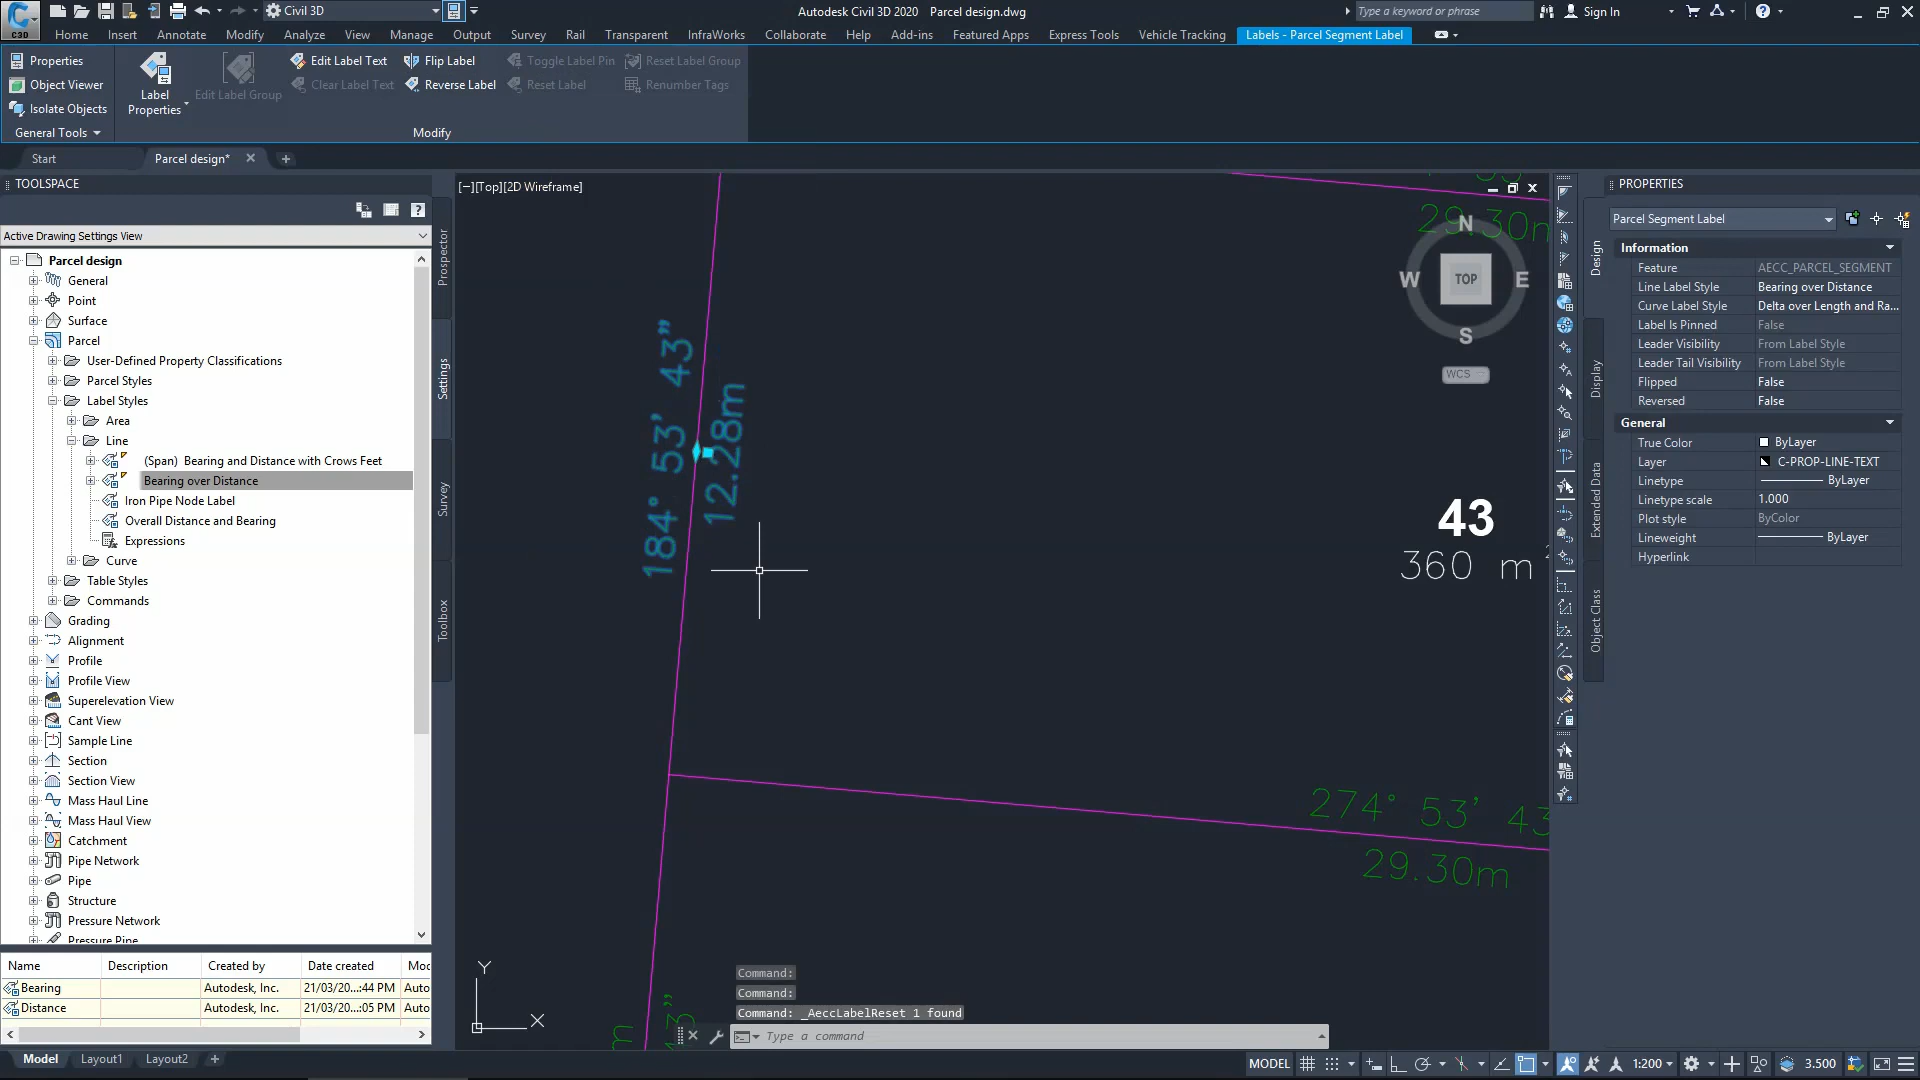 Civil 3D
Autodesk Civil 3D 2020 Parcel design.dwg
Type a keyword or phrase
Sign In
C3D
Home Insert Annotate Analyze View Manage Output Survey Rail Transparent InfraWorks Collaborate Help Add-ins Featured Apps Express Tools Vehicle Tracking Labels - Parcel Segment Label
Properties
Object Viewer
Isolate Objects
General Tools
Label Properties
Edit Label Group
Edit Label Text
Clear Label Text
Flip Label
Reverse Label
Toggle Label Pin
Reset Label
Reset Label Group
Renumber Tags
Modify
Start
Parcel design*
TOOLSPACE
Active Drawing Settings View
Parcel design
General
Point
Surface
Parcel
User-Defined Property Classifications
Parcel Styles
Label Styles
Area
Line
(Span) Bearing and Distance with Crows Feet
Bearing over Distance
Iron Pipe Node Label
Overall Distance and Bearing
Expressions
Curve
Table Styles
Commands
Grading
Alignment
Profile
Profile View
Superelevation View
Cant View
Sample Line
Section
Section View
Mass Haul Line
Mass Haul View
Catchment
Pipe Network
Pipe
Structure
Pressure Network
Pressure Pipe
Prospector
Settings
Survey
Toolbox
Name Description Created by Date created Moc
Bearing Autodesk, Inc. 21/03/20...:44 PM Auto
Distance Autodesk, Inc. 21/03/20...:05 PM Auto
Model Layout1 Layout2
[−][Top][2D Wireframe]
184° 53' 43"
12.28m
29.30m
N
W TOP E
S
WCS
43
360 m 2
274° 53' 43
29.30m
Y
X
Command:
Command:
Command: _AeccLabelReset 1 found
Type a command
PROPERTIES
Parcel Segment Label
Design
Display
Extended Data
Object Class
Information
Feature AECC_PARCEL_SEGMENT
Line Label Style Bearing over Distance
Curve Label Style Delta over Length and Ra...
Label Is Pinned False
Leader Visibility From Label Style
Leader Tail Visibility From Label Style
Flipped False
Reversed False
General
True Color ByLayer
Layer C-PROP-LINE-TEXT
Linetype ByLayer
Linetype scale 1.000
Plot style ByColor
Lineweight ByLayer
Hyperlink
MODEL 1:200 3.500